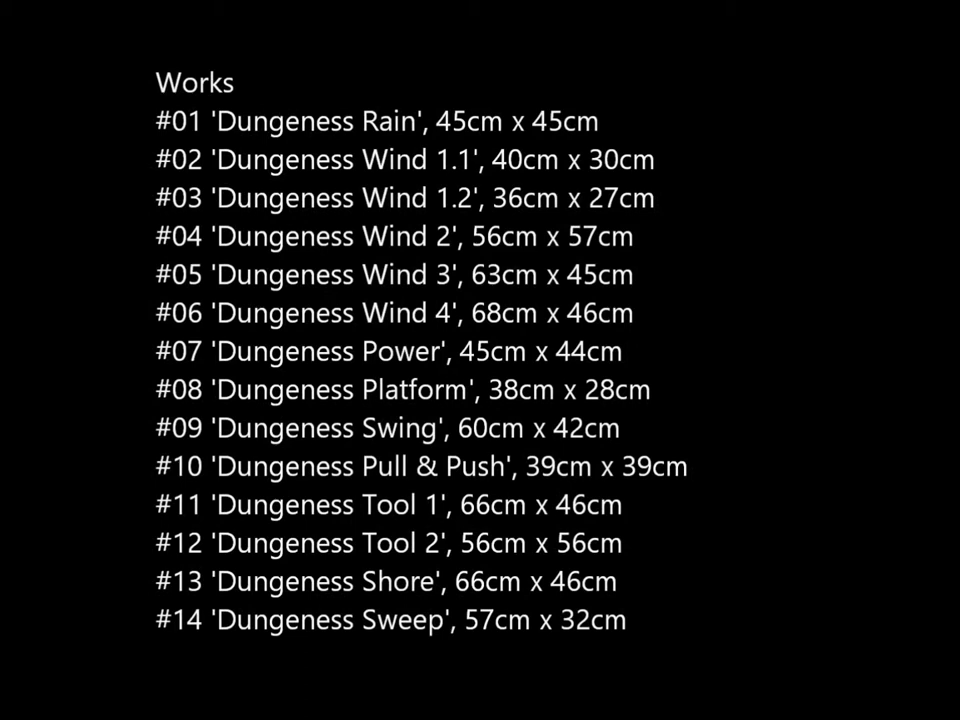 Works
#01 'Dungeness Rain', 45cm x 45cm
#02 'Dungeness Wind 1.1', 40cm x 30cm
#03 'Dungeness Wind 1.2', 36cm x 27cm
#04 'Dungeness Wind 2', 56cm x 57cm
#05 'Dungeness Wind 3', 63cm x 45cm
#06 'Dungeness Wind 4', 68cm x 46cm
#07 'Dungeness Power', 45cm x 44cm
#08 'Dungeness Platform', 38cm x 28cm
#09 'Dungeness Swing', 60cm x 42cm
#10 'Dungeness Pull & Push', 39cm x 39cm
#11 'Dungeness Tool 1', 66cm x 46cm
#12 'Dungeness Tool 2', 56cm x 56cm
#13 'Dungeness Shore', 66cm x 46cm
#14 'Dungeness Sweep', 57cm x 32cm